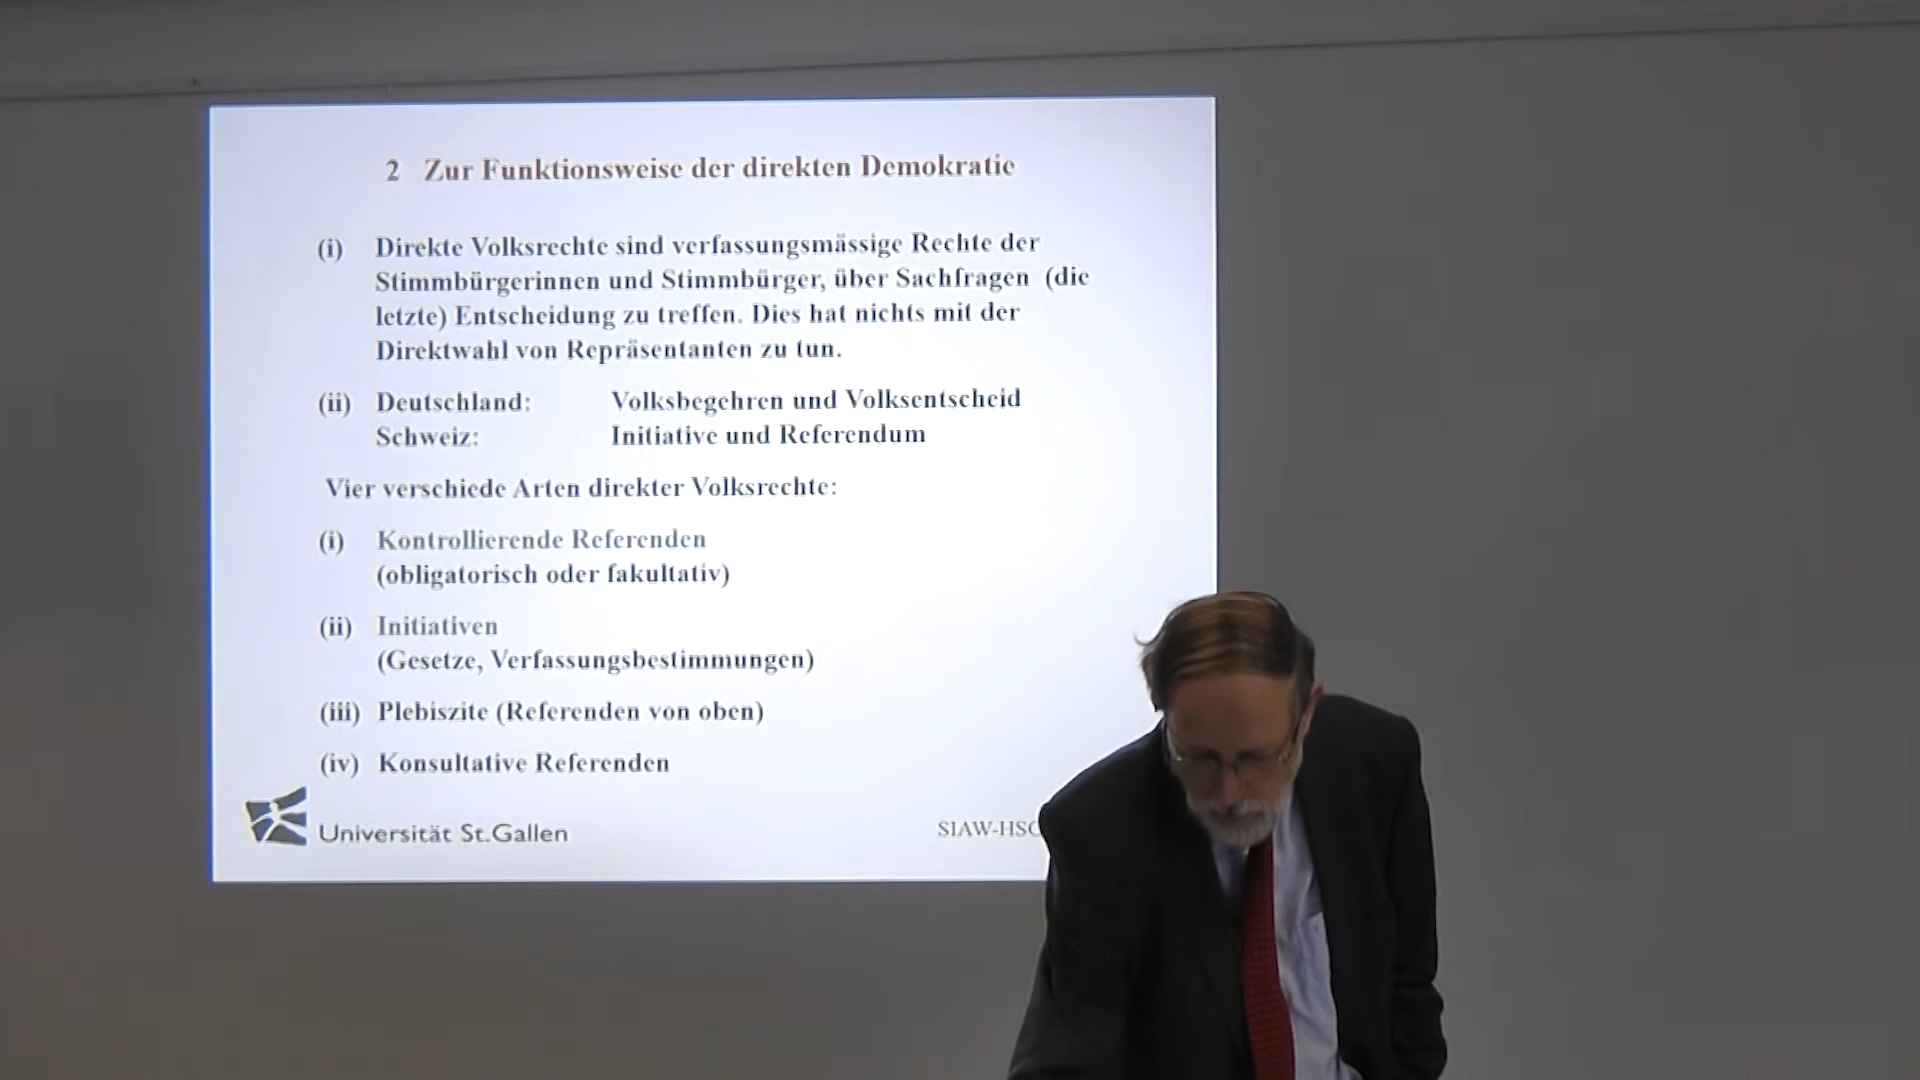 2 Zur Funktionsweise der direkten Demokratie
(i) Direkte Volksrechte sind verfassungsmässige Rechte der
Stimmbürgerinnen und Stimmbürger, über Sachfragen (die
letzte) Entscheidung zu treffen. Dies hat nichts mit der
Direktwahl von Repräsentanten zu tun.
(ii) Deutschland: Volksbegehren und Volksentscheid
Schweiz: Initiative und Referendum
Vier verschiede Arten direkter Volksrechte:
(i) Kontrollierende Referenden
(obligatorisch oder fakultativ)
(ii) Initiativen
(Gesetze, Verfassungsbestimmungen)
(iii) Plebiszite (Referenden von oben)
(iv) Konsultative Referenden
Universität St.Gallen